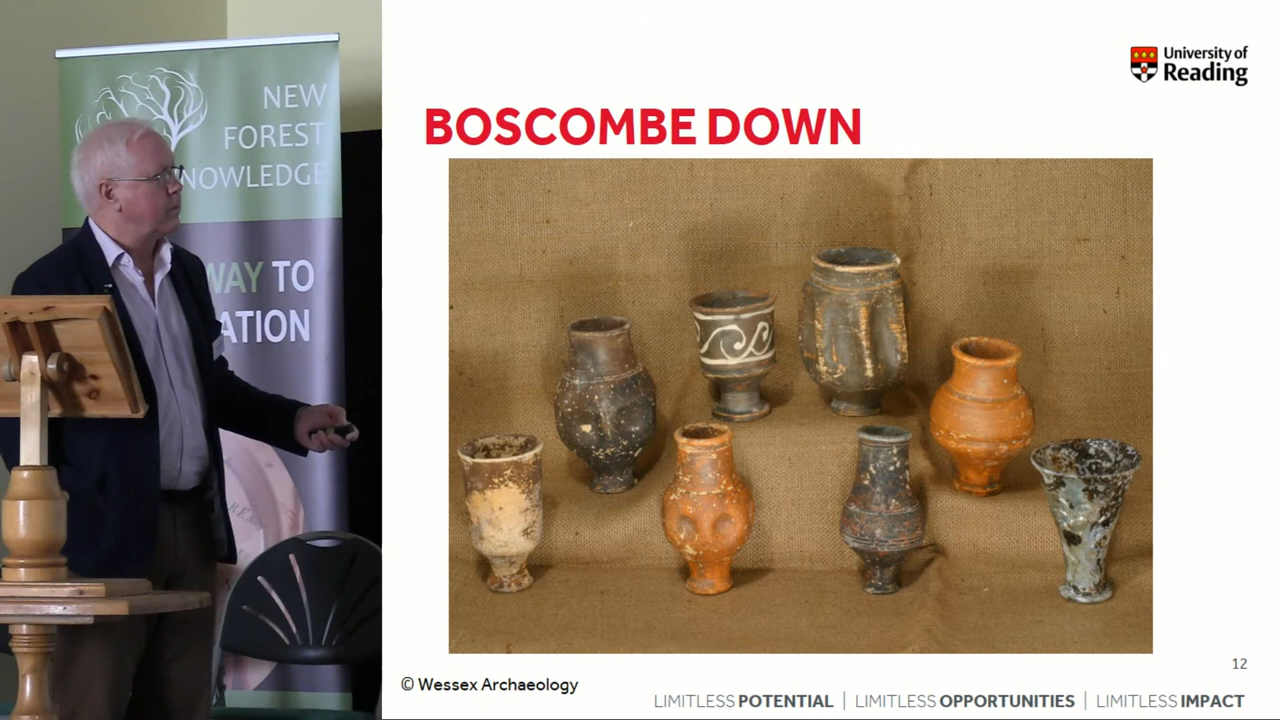 NEW
FOREST
NOWLEDGE
WAY TO
ATION
University of
Reading
BOSCOMBE DOWN
12
© Wessex Archaeology
LIMITLESS POTENTIAL | LIMITLESS OPPORTUNITIES | LIMITLESS IMPACT